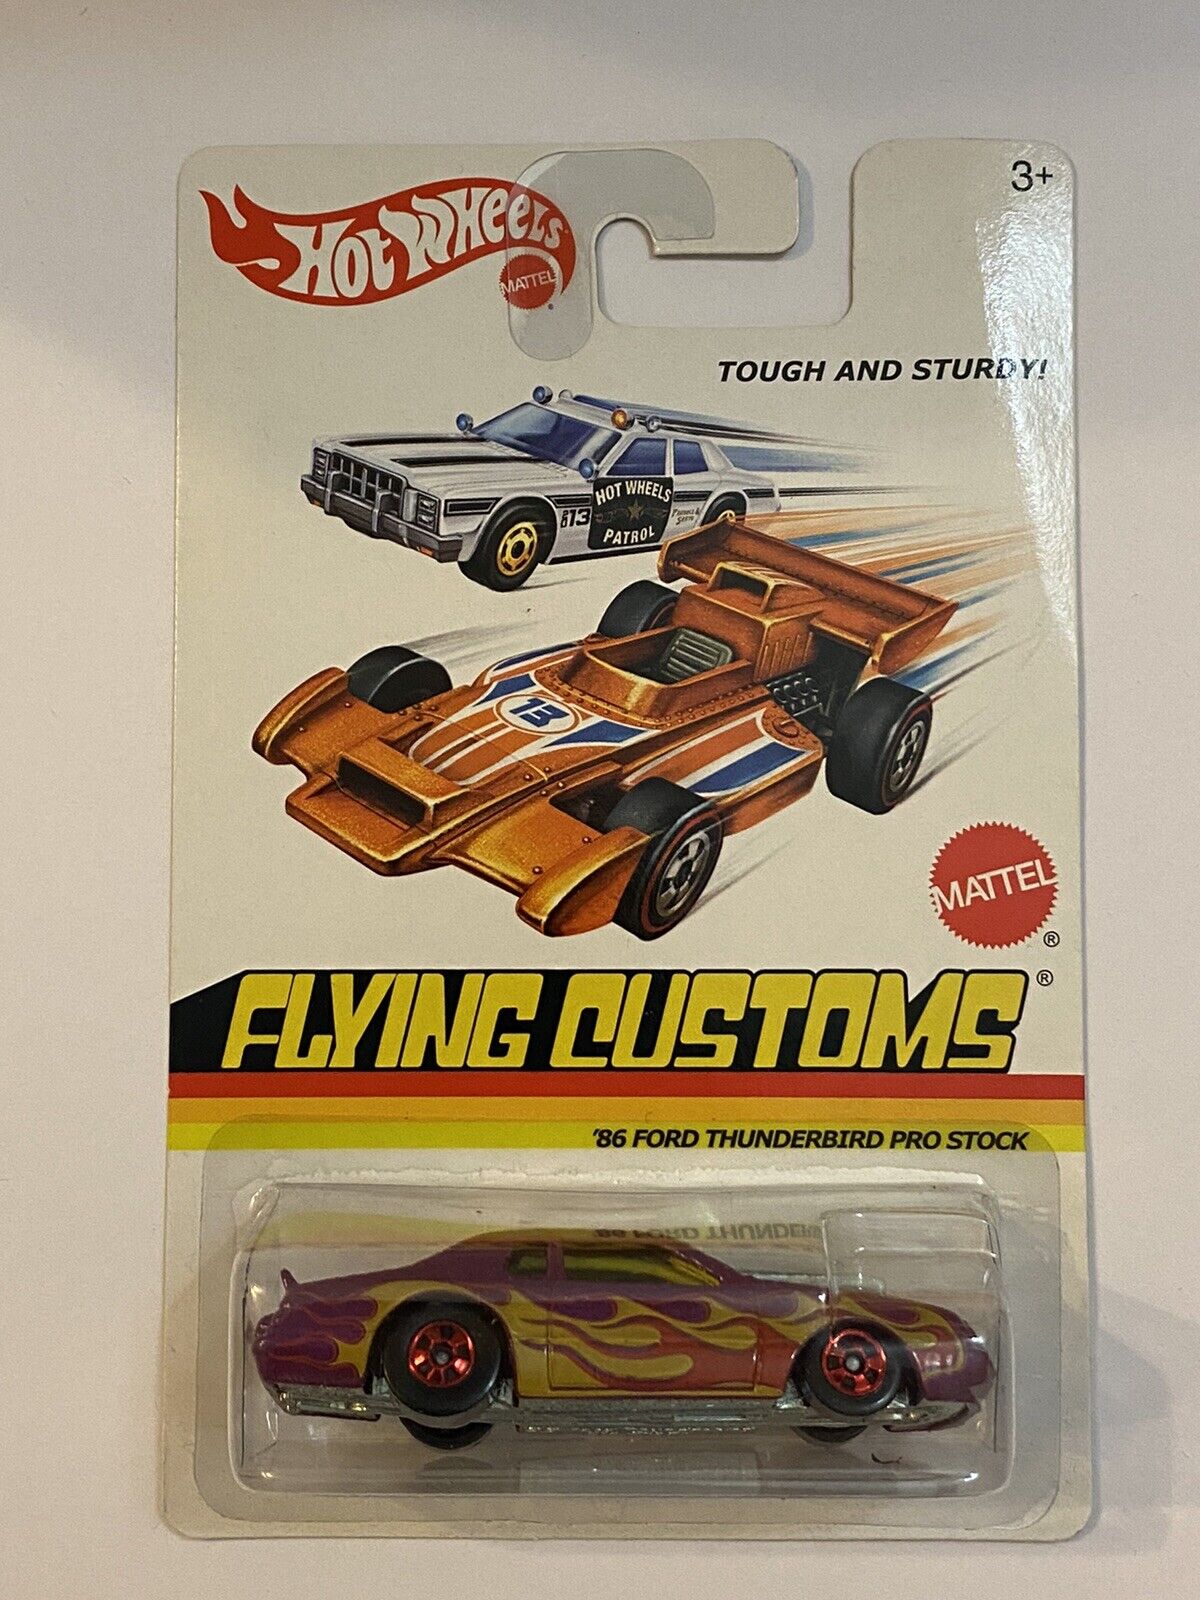 3+
HOT WHEELS
MATTEL
®
TOUGH AND STURDY!
HOT WHEELS
PATROL
13
13
MATTEL
®
FLYING CUSTOMS®
'86 FORD THUNDERBIRD PRO STOCK